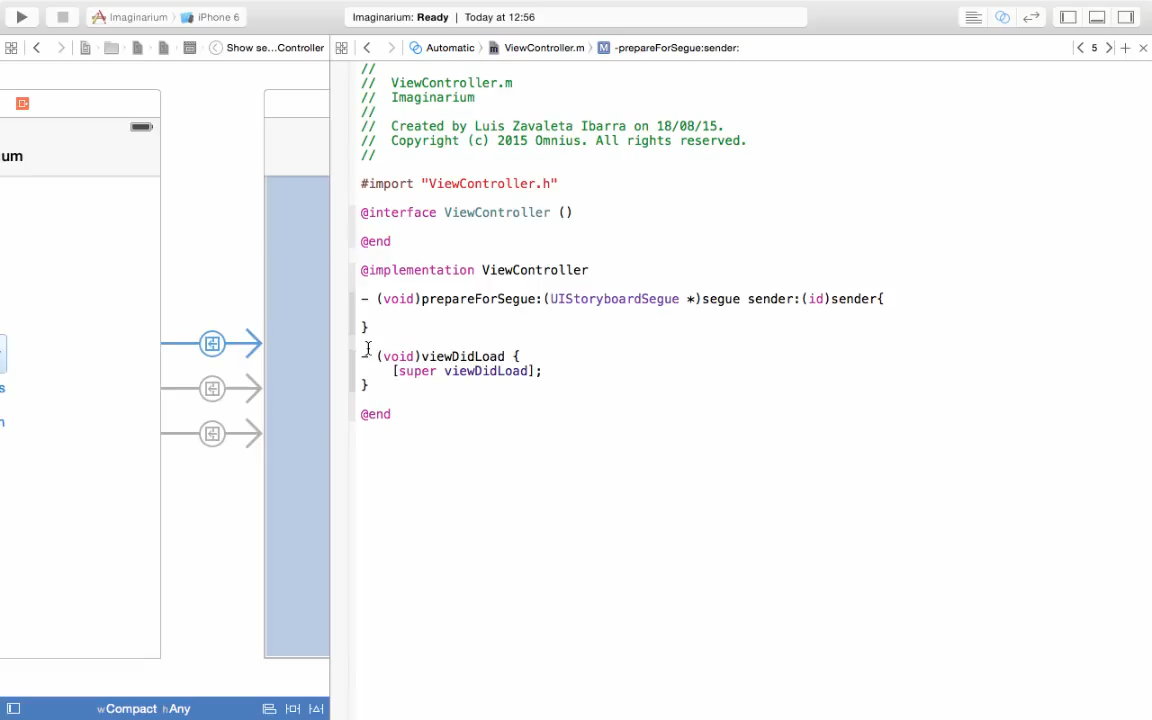 Imaginarium
iPhone 6
Imaginarium: Ready | Today at 12:56
Show se...Controller
Automatic
ViewController.m
M
-prepareForSegue:sender:
5
um
s
n
//
// ViewController.m
// Imaginarium
//
// Created by Luis Zavaleta Ibarra on 18/08/15.
// Copyright (c) 2015 Omnius. All rights reserved.
//
#import "ViewController.h"
@interface ViewController ()
@end
@implementation ViewController
- (void)prepareForSegue:(UIStoryboardSegue *)segue sender:(id)sender{
}
- (void)viewDidLoad {
[super viewDidLoad];
}
@end
wCompact hAny